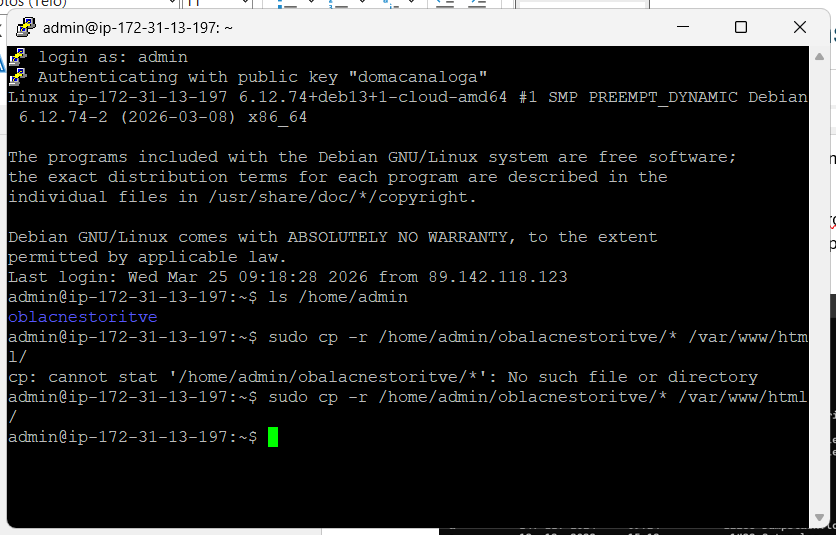 admin@ip-172-31-13-197: ~
login as: admin
Authenticating with public key "domacanaloga"
Linux ip-172-31-13-197 6.12.74+deb13+1-cloud-amd64 #1 SMP PREEMPT_DYNAMIC Debian
 6.12.74-2 (2026-03-08) x86_64
The programs included with the Debian GNU/Linux system are free software;
the exact distribution terms for each program are described in the
individual files in /usr/share/doc/*/copyright.
Debian GNU/Linux comes with ABSOLUTELY NO WARRANTY, to the extent
permitted by applicable law.
Last login: Wed Mar 25 09:18:28 2026 from 89.142.118.123
admin@ip-172-31-13-197:~$ ls /home/admin
oblacnestoritve
admin@ip-172-31-13-197:~$ sudo cp -r /home/admin/obalacnestoritve/* /var/www/htm
l/
cp: cannot stat '/home/admin/obalacnestoritve/*': No such file or directory
admin@ip-172-31-13-197:~$ sudo cp -r /home/admin/oblacnestoritve/* /var/www/html
/
admin@ip-172-31-13-197:~$